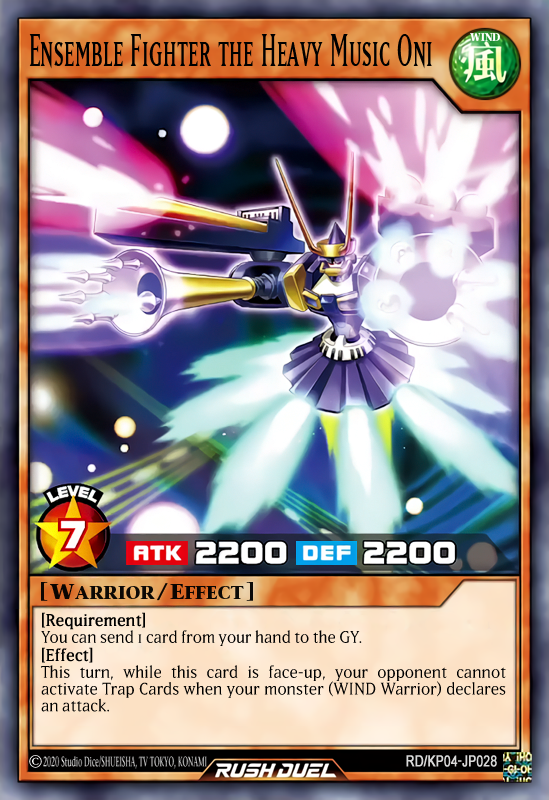 ENSEMBLE FIGHTER THE HEAVY MUSIC ONI
WIND
風
LEVEL
7
ATK 2200 DEF 2200
[WARRIOR/EFFECT]
[Requirement]
You can send 1 card from your hand to the GY.
[Effect]
This turn, while this card is face-up, your opponent cannot
activate Trap Cards when your monster (WIND Warrior) declares
an attack.
©2020 Studio Dice/SHUEISHA, TV TOKYO, KONAMI
RUSH DUEL
RD/KP04-JP028